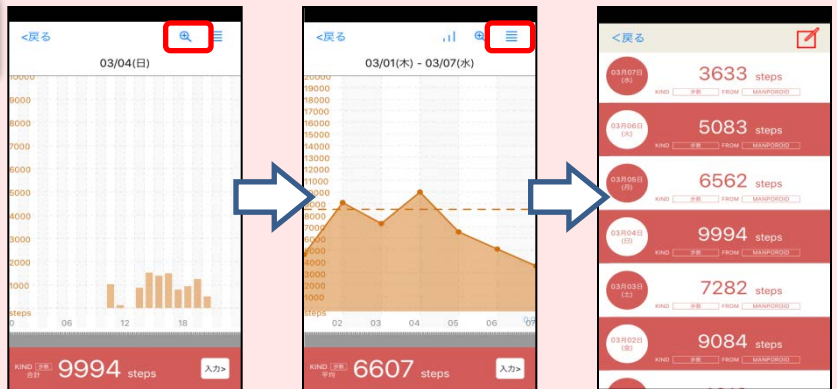 <戻る
03/04(日)
10000
9000
8000
7000
6000
5000
4000
3000
2000
1000
steps
0 06 12 18
KIND 歩数
合計
9994 steps
入力>
<戻る
03/01(木) - 03/07(水)
20000
19000
18000
17000
16000
15000
14000
13000
12000
11000
8000
7000
5000
4000
3000
2000
1000
steps
02 03 04 05 06 07
KIND 歩数
平均
6607 steps
入力>
<戻る
03月07日
(水)
3633 steps
KIND 歩数 FROM MANPOROID
03月06日
(火)
5083 steps
KIND 歩数 FROM MANPOROID
03月05日
(月)
6562 steps
KIND 歩数 FROM MANPOROID
03月04日
(日)
9994 steps
KIND 歩数 FROM MANPOROID
03月03日
(土)
7282 steps
KIND 歩数 FROM MANPOROID
03月02日
(金)
9084 steps
KIND 歩数 FROM MANPOROID